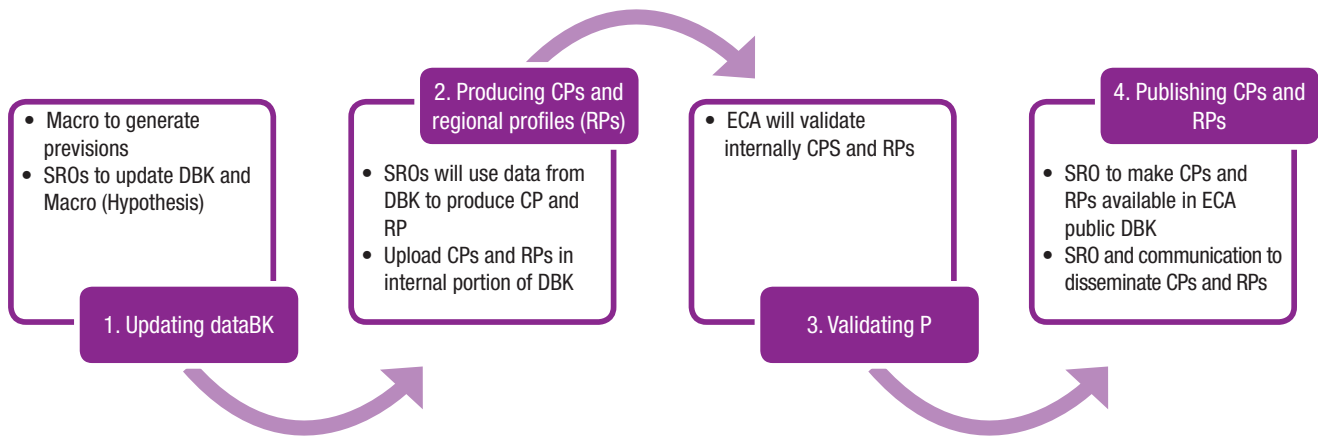 • Macro to generate
previsions
• SROs to update DBK and
Macro (Hypothesis)
1. Updating dataBK
2. Producing CPs and
regional profiles (RPs)
• SROs will use data from
DBK to produce CP and
RP
• Upload CPs and RPs in
internal portion of DBK
• ECA will validate
internally CPS and RPs
3. Validating P
4. Publishing CPs and
RPs
• SRO to make CPs and
RPs available in ECA
public DBK
• SRO and communication to
disseminate CPs and RPs